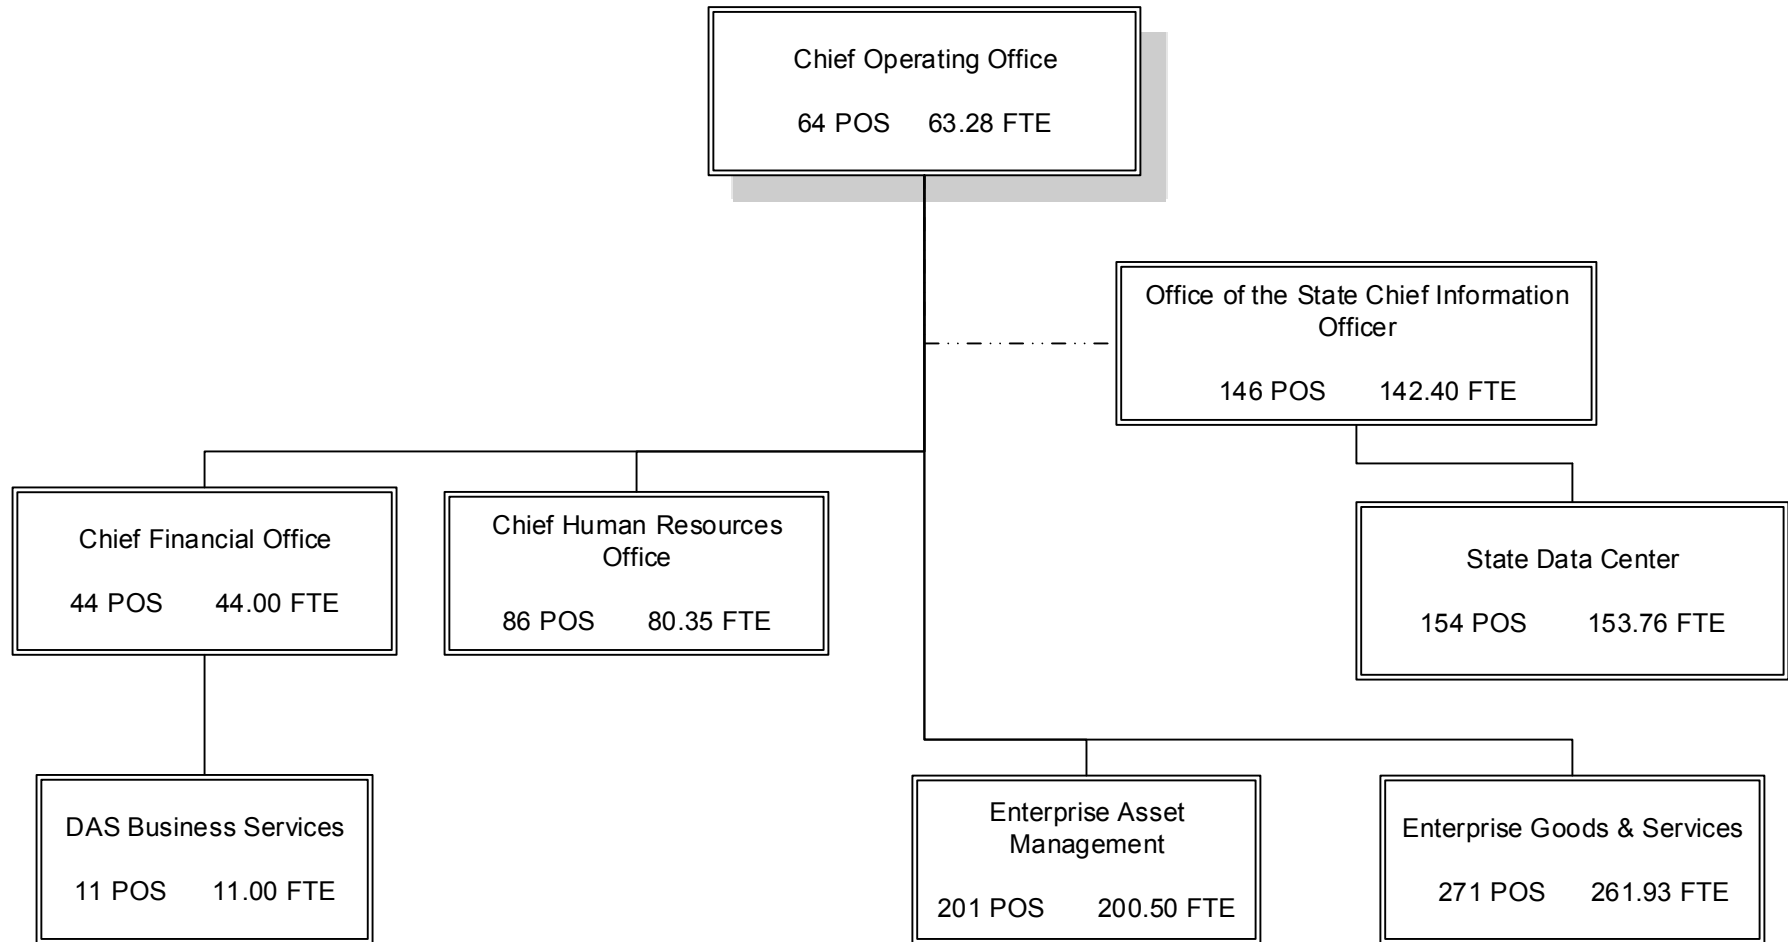 Chief Operating Office
64 POS 63.28 FTE
Office of the State Chief Information
Officer
146 POS 142.40 FTE
Chief Financial Office
44 POS 44.00 FTE
Chief Human Resources
Office
86 POS 80.35 FTE
State Data Center
154 POS 153.76 FTE
DAS Business Services
11 POS 11.00 FTE
Enterprise Asset
Management
201 POS 200.50 FTE
Enterprise Goods & Services
271 POS 261.93 FTE